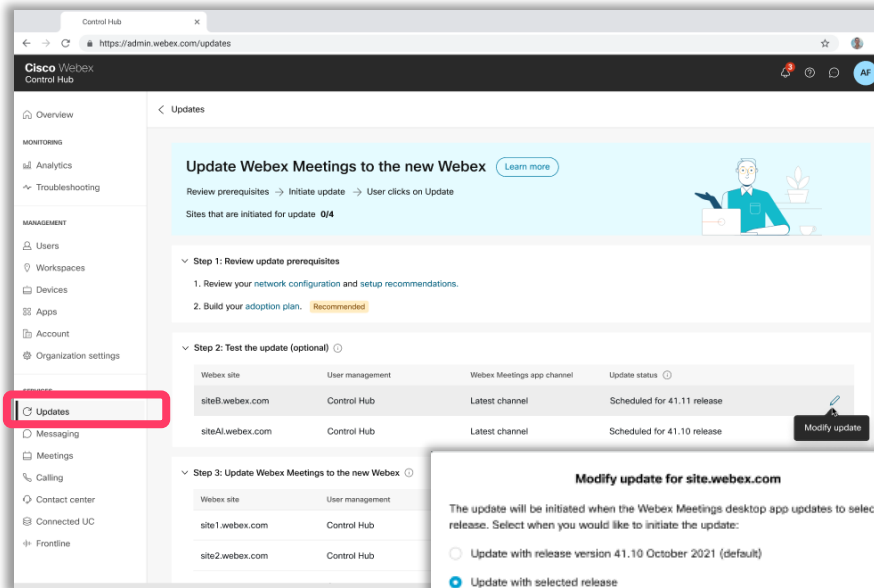 Control Hub
https://admin.webex.com/updates
Cisco Webex
Control Hub
3
AF
Overview
MONITORING
Analytics
Troubleshooting
MANAGEMENT
Users
Workspaces
Devices
Apps
Account
Organization settings
SERVICES
Updates
Messaging
Meetings
Calling
Contact center
Connected UC
Frontline
Updates
Update Webex Meetings to the new Webex Learn more
Review prerequisites → Initiate update → User clicks on Update
Sites that are initiated for update 0/4
Step 1: Review update prerequisites
1. Review your network configuration and setup recommendations.
2. Build your adoption plan. Recommended
Step 2: Test the update (optional)
Webex site User management Webex Meetings app channel Update status
siteB.webex.com Control Hub Latest channel Scheduled for 41.11 release
siteAI.webex.com Control Hub Latest channel Scheduled for 41.10 release
Modify update
Step 3: Update Webex Meetings to the new Webex
Webex site User management
site1.webex.com Control Hub
site2.webex.com Control Hub
Modify update for site.webex.com
The update will be initiated when the Webex Meetings desktop app updates to selec
release. Select when you would like to initiate the update:
Update with release version 41.10 October 2021 (default)
Update with selected release